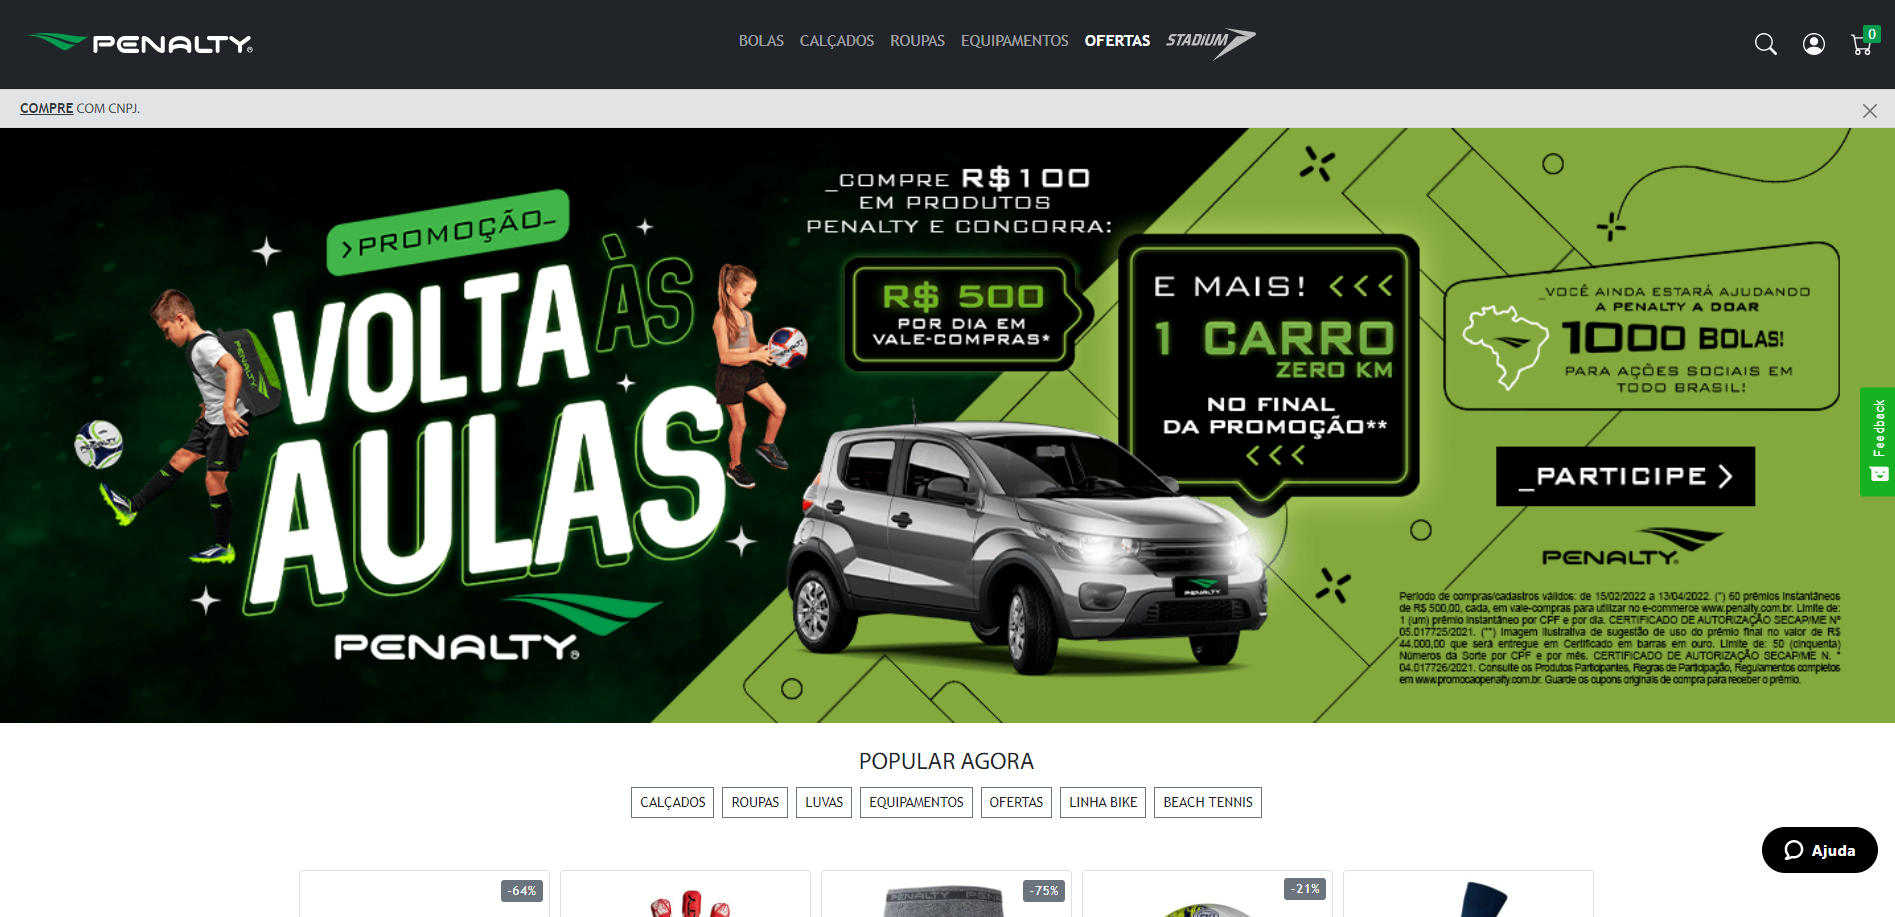 PENALTY
BOLAS CALÇADOS ROUPAS EQUIPAMENTOS OFERTAS STADIUM
0
COMPRE COM CNPJ.
>PROMOÇÃO_
VOLTA ÀS
AULAS
PENALTY
_COMPRE R$100
EM PRODUTOS
PENALTY E CONCORRA:
R$ 500
POR DIA EM
VALE-COMPRAS*
E MAIS! <<<
1 CARRO
ZERO KM
NO FINAL
DA PROMOÇÃO**
<<<
PENALTY
_VOCÊ AINDA ESTARÁ AJUDANDO
A PENALTY A DOAR
1000 BOLAS!
PARA AÇÕES SOCIAIS EM
TODO BRASIL!
_PARTICIPE >
PENALTY
Período de compras/cadastros válidos: de 15/02/2022 a 13/04/2022. (*) 60 prêmios instantâneos
de R$ 500,00, cada, em vale-compras para utilizar no e-commerce www.penalty.com.br. Limite de:
1 (um) prêmio instantâneo por CPF e por dia. CERTIFICADO DE AUTORIZAÇÃO SECAP/ME Nº
05.017725/2021. (**) Imagem ilustrativa de sugestão de uso do prêmio final no valor de R$
44.000,00 que será entregue em Certificado em barras em ouro. Limite de: 50 (cinquenta)
Números da Sorte por CPF e por mês. CERTIFICADO DE AUTORIZAÇÃO SECAP/ME N. º
04.017726/2021. Consulte os Produtos Participantes, Regras de Participação, Regulamentos completos
em www.promocaopenalty.com.br. Guarde os cupons originais de compra para receber o prêmio.
Feedback
POPULAR AGORA
CALÇADOS ROUPAS LUVAS EQUIPAMENTOS OFERTAS LINHA BIKE BEACH TENNIS
Ajuda
-64% -75% -21%
PENALTY PENALTY